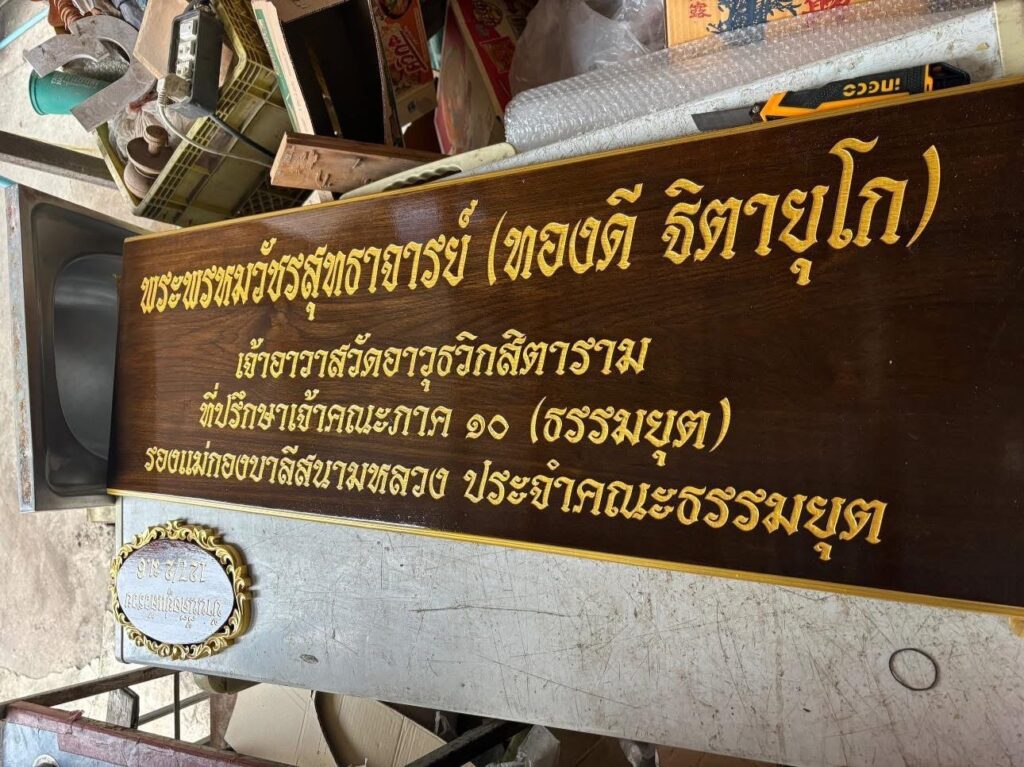 พระพรหมวัชรสุทธาจารย์ (ทองดี ฐิตายุโก)
เจ้าอาวาสวัดอาวุธวิกสิตาราม
ที่ปรึกษาเจ้าคณะภาค ๑๐ (ธรรมยุต)
รองแม่กองบาลีสนามหลวง ประจำคณะธรรมยุต
ingco
露